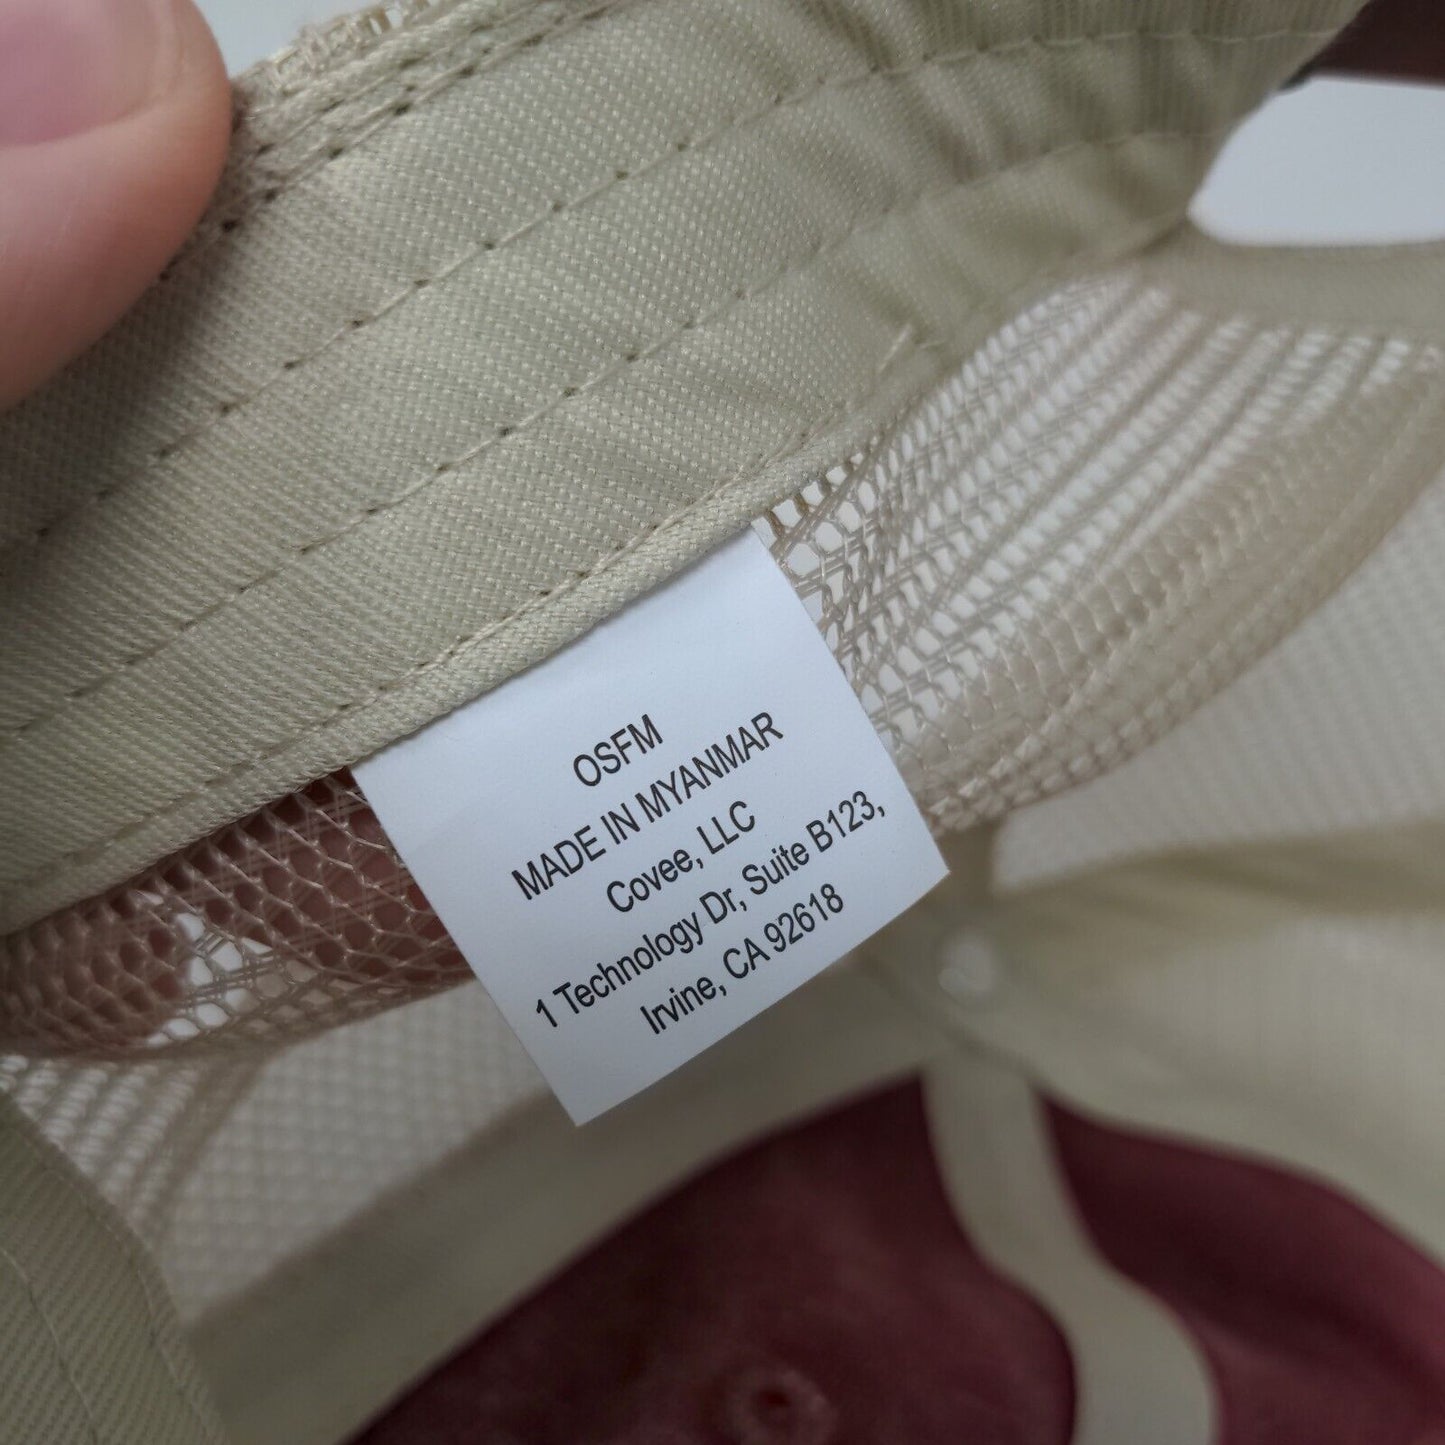 OSFM
MADE IN MYANMAR
Covee, LLC
1 Technology Dr, Suite B123,
Irvine, CA 92618